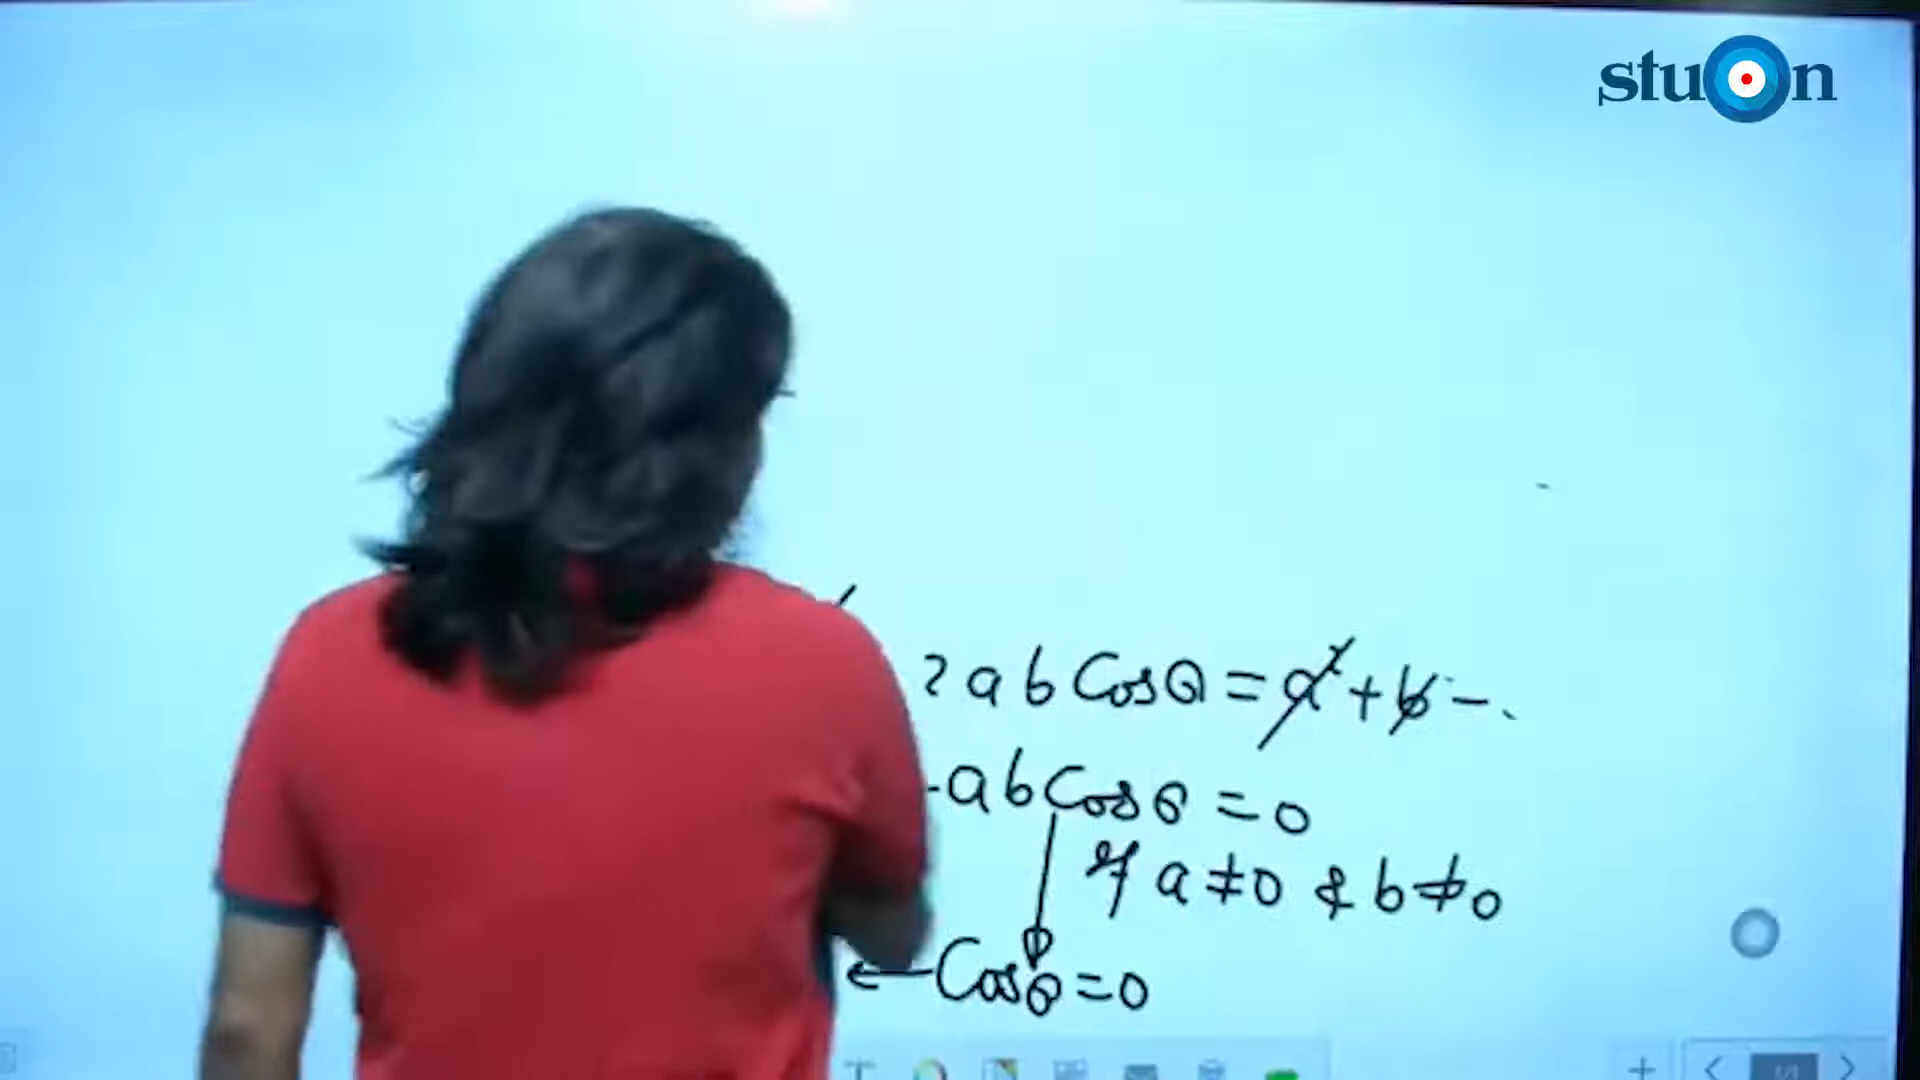 stuOn
2abCosθ = a² + b² -
abCosθ = 0
If a ≠ 0 & b ≠ 0
← Cosθ = 0